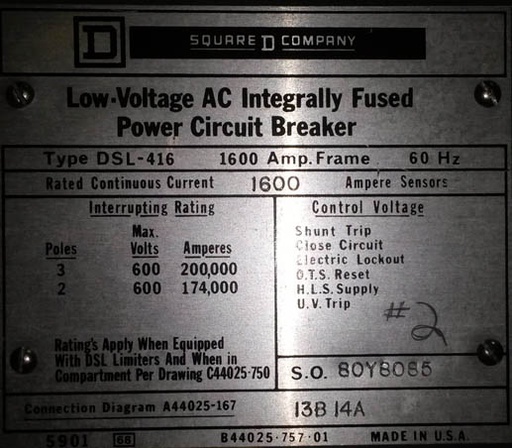 D SQUARE D COMPANY
Low-Voltage AC Integrally Fused
Power Circuit Breaker
Type DSL-416 1600 Amp. Frame 60 Hz
Rated Continuous Current 1600 Ampere Sensors
Interrupting Rating
Max.
Poles Volts Amperes
3 600 200,000
2 600 174,000
Rating's Apply When Equipped
With DSL Limiters And When in
Compartment Per Drawing C44025-750
Control Voltage
Shunt Trip
Close Circuit
Electric Lockout
O.T.S. Reset
H.L.S. Supply
U.V. Trip
#2
S.O. 80Y8085
Connection Diagram A44025-167 13B 14A
5901 68 B44025-757-01 MADE IN U.S.A.